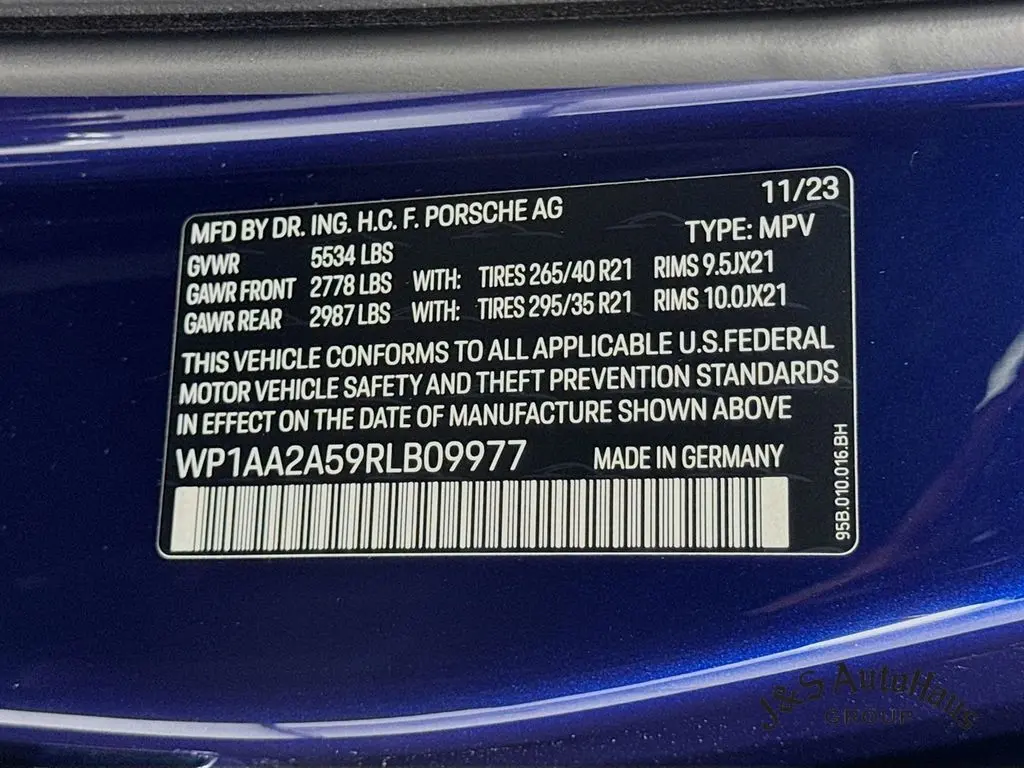 11/23
MFD BY DR. ING. H.C. F. PORSCHE AG
TYPE: MPV
GVWR 5534 LBS
GAWR FRONT 2778 LBS WITH: TIRES 265/40 R21 RIMS 9.5JX21
GAWR REAR 2987 LBS WITH: TIRES 295/35 R21 RIMS 10.0JX21
THIS VEHICLE CONFORMS TO ALL APPLICABLE U.S.FEDERAL
MOTOR VEHICLE SAFETY AND THEFT PREVENTION STANDARDS
IN EFFECT ON THE DATE OF MANUFACTURE SHOWN ABOVE
WP1AA2A59RLB09977 MADE IN GERMANY
95B.010.016.BH
J&S AutoHaus
GROUP